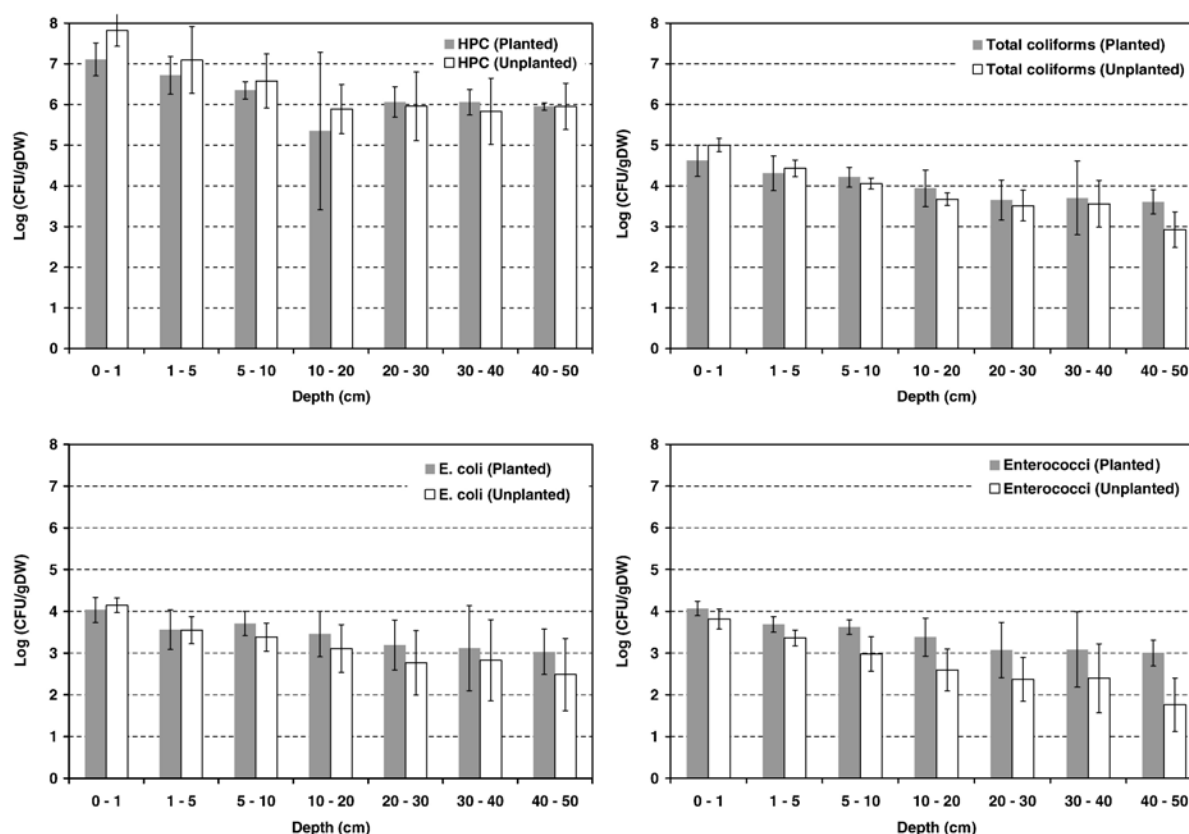 8
7
6
5
4
3
2
1
0
Log (CFU/gDW)
HPC (Planted)
HPC (Unplanted)
0 - 1 1 - 5 5 - 10 10 - 20 20 - 30 30 - 40 40 - 50
Depth (cm)
8
7
6
5
4
3
2
1
0
Log (CFU/gDW)
Total coliforms (Planted)
Total coliforms (Unplanted)
0 - 1 1 - 5 5 - 10 10 - 20 20 - 30 30 - 40 40 - 50
Depth (cm)
8
7
6
5
4
3
2
1
0
Log (CFU/gDW)
E. coli (Planted)
E. coli (Unplanted)
0 - 1 1 - 5 5 - 10 10 - 20 20 - 30 30 - 40 40 - 50
Depth (cm)
8
7
6
5
4
3
2
1
0
Log (CFU/gDW)
Enterococci (Planted)
Enterococci (Unplanted)
0 - 1 1 - 5 5 - 10 10 - 20 20 - 30 30 - 40 40 - 50
Depth (cm)